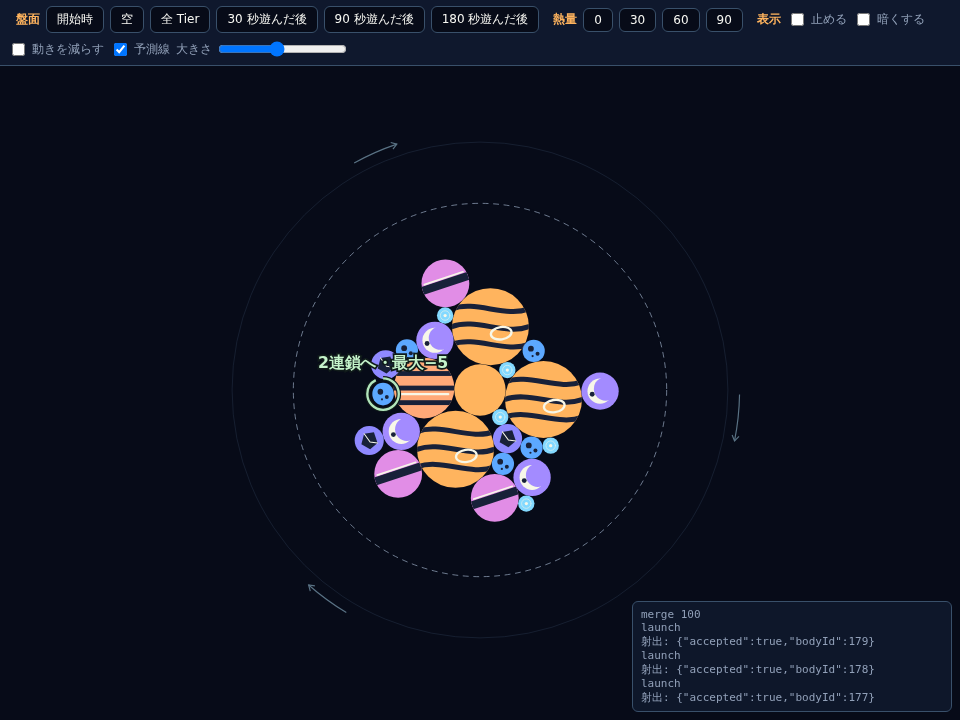 盤面 開始時 空 全 Tier 30 秒遊んだ後 90 秒遊んだ後 180 秒遊んだ後 熱量 0 30 60 90 表示 止める 暗くする
動きを減らす 予測線 大きさ
2連鎖へ 最大−5
merge 100
launch
射出: {"accepted":true,"bodyId":179}
launch
射出: {"accepted":true,"bodyId":178}
launch
射出: {"accepted":true,"bodyId":177}